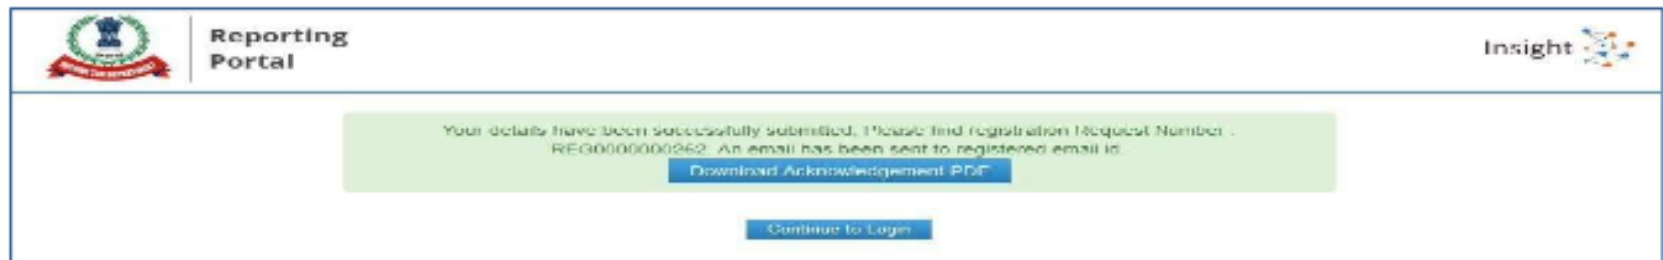 Reporting
Portal
Insight
Your details have been successfully submitted. Please find registration Request Number :
REG0000000262. An email has been sent to registered email id.
Download Acknowledgement PDF
Continue to Login